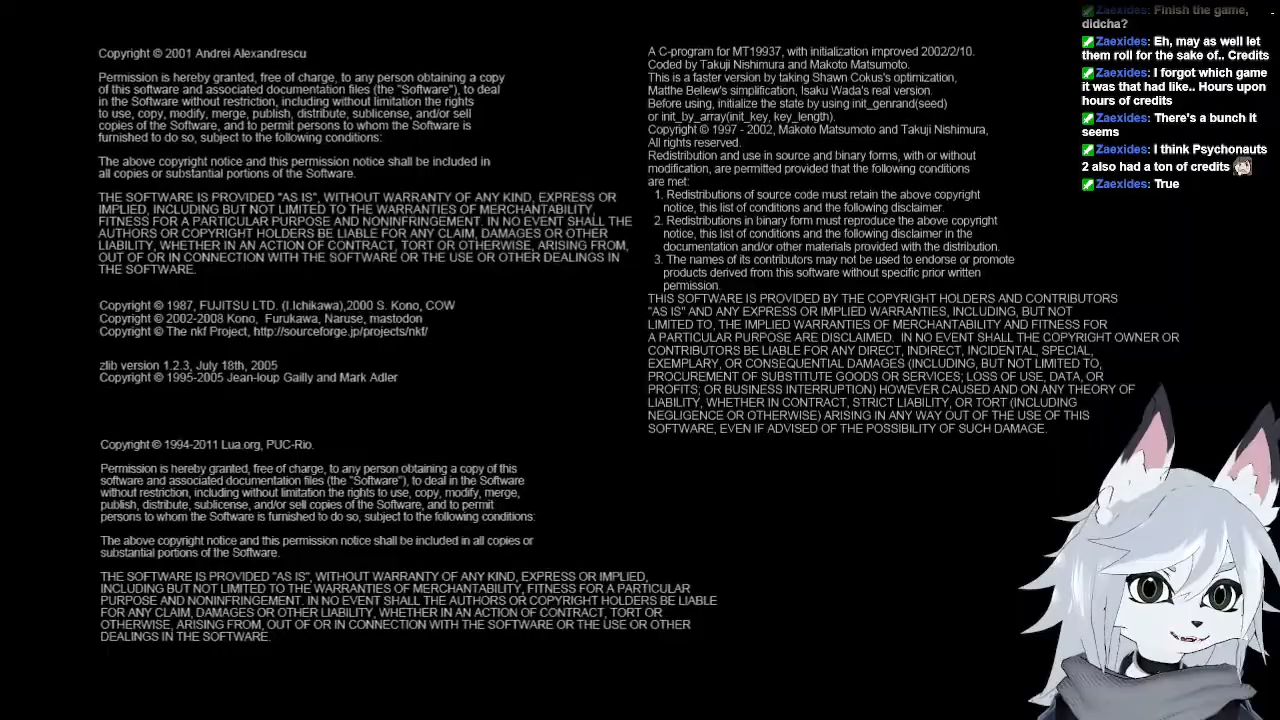 Copyright © 2001 Andrei Alexandrescu
Permission is hereby granted, free of charge, to any person obtaining a copy
of this software and associated documentation files (the "Software"), to deal
in the Software without restriction, including without limitation the rights
to use, copy, modify, merge, publish, distribute, sublicense, and/or sell
copies of the Software, and to permit persons to whom the Software is
furnished to do so, subject to the following conditions:
The above copyright notice and this permission notice shall be included in
all copies or substantial portions of the Software.
THE SOFTWARE IS PROVIDED "AS IS", WITHOUT WARRANTY OF ANY KIND, EXPRESS OR
IMPLIED, INCLUDING BUT NOT LIMITED TO THE WARRANTIES OF MERCHANTABILITY,
FITNESS FOR A PARTICULAR PURPOSE AND NONINFRINGEMENT. IN NO EVENT SHALL THE
AUTHORS OR COPYRIGHT HOLDERS BE LIABLE FOR ANY CLAIM, DAMAGES OR OTHER
LIABILITY, WHETHER IN AN ACTION OF CONTRACT, TORT OR OTHERWISE, ARISING FROM,
OUT OF OR IN CONNECTION WITH THE SOFTWARE OR THE USE OR OTHER DEALINGS IN
THE SOFTWARE.
Copyright © 1987, FUJITSU LTD. (I.Ichikawa),2000 S. Kono, COW
Copyright © 2002-2008 Kono, Furukawa, Naruse, mastodon
Copyright © The nkf Project, http://sourceforge.jp/projects/nkf/
zlib version 1.2.3, July 18th, 2005
Copyright © 1995-2005 Jean-loup Gailly and Mark Adler
Copyright © 1994-2011 Lua.org, PUC-Rio.
Permission is hereby granted, free of charge, to any person obtaining a copy of this
software and associated documentation files (the "Software"), to deal in the Software
without restriction, including without limitation the rights to use, copy, modify, merge,
publish, distribute, sublicense, and/or sell copies of the Software, and to permit
persons to whom the Software is furnished to do so, subject to the following conditions:
The above copyright notice and this permission notice shall be included in all copies or
substantial portions of the Software.
THE SOFTWARE IS PROVIDED "AS IS", WITHOUT WARRANTY OF ANY KIND, EXPRESS OR IMPLIED,
INCLUDING BUT NOT LIMITED TO THE WARRANTIES OF MERCHANTABILITY, FITNESS FOR A PARTICULAR
PURPOSE AND NONINFRINGEMENT. IN NO EVENT SHALL THE AUTHORS OR COPYRIGHT HOLDERS BE LIABLE
FOR ANY CLAIM, DAMAGES OR OTHER LIABILITY, WHETHER IN AN ACTION OF CONTRACT, TORT OR
OTHERWISE, ARISING FROM, OUT OF OR IN CONNECTION WITH THE SOFTWARE OR THE USE OR OTHER
DEALINGS IN THE SOFTWARE.
A C-program for MT19937, with initialization improved 2002/2/10.
Coded by Takuji Nishimura and Makoto Matsumoto.
This is a faster version by taking Shawn Cokus's optimization,
Matthe Bellew's simplification, Isaku Wada's real version.
Before using, initialize the state by using init_genrand(seed)
or init_by_array(init_key, key_length).
Copyright © 1997 - 2002, Makoto Matsumoto and Takuji Nishimura,
All rights reserved.
Redistribution and use in source and binary forms, with or without
modification, are permitted provided that the following conditions
are met:
1. Redistributions of source code must retain the above copyright
notice, this list of conditions and the following disclaimer.
2. Redistributions in binary form must reproduce the above copyright
notice, this list of conditions and the following disclaimer in the
documentation and/or other materials provided with the distribution.
3. The names of its contributors may not be used to endorse or promote
products derived from this software without specific prior written
permission.
THIS SOFTWARE IS PROVIDED BY THE COPYRIGHT HOLDERS AND CONTRIBUTORS
"AS IS" AND ANY EXPRESS OR IMPLIED WARRANTIES, INCLUDING, BUT NOT
LIMITED TO, THE IMPLIED WARRANTIES OF MERCHANTABILITY AND FITNESS FOR
A PARTICULAR PURPOSE ARE DISCLAIMED. IN NO EVENT SHALL THE COPYRIGHT OWNER OR
CONTRIBUTORS BE LIABLE FOR ANY DIRECT, INDIRECT, INCIDENTAL, SPECIAL,
EXEMPLARY, OR CONSEQUENTIAL DAMAGES (INCLUDING, BUT NOT LIMITED TO,
PROCUREMENT OF SUBSTITUTE GOODS OR SERVICES; LOSS OF USE, DATA, OR
PROFITS; OR BUSINESS INTERRUPTION) HOWEVER CAUSED AND ON ANY THEORY OF
LIABILITY, WHETHER IN CONTRACT, STRICT LIABILITY, OR TORT (INCLUDING
NEGLIGENCE OR OTHERWISE) ARISING IN ANY WAY OUT OF THE USE OF THIS
SOFTWARE, EVEN IF ADVISED OF THE POSSIBILITY OF SUCH DAMAGE.
Zaexides: Finish the game,
didcha?
Zaexides: Eh, may as well let
them roll for the sake of.. Credits
Zaexides: I forgot which game
it was that had like.. Hours upon
hours of credits
Zaexides: There's a bunch it
seems
Zaexides: I think Psychonauts
2 also had a ton of credits
Zaexides: True